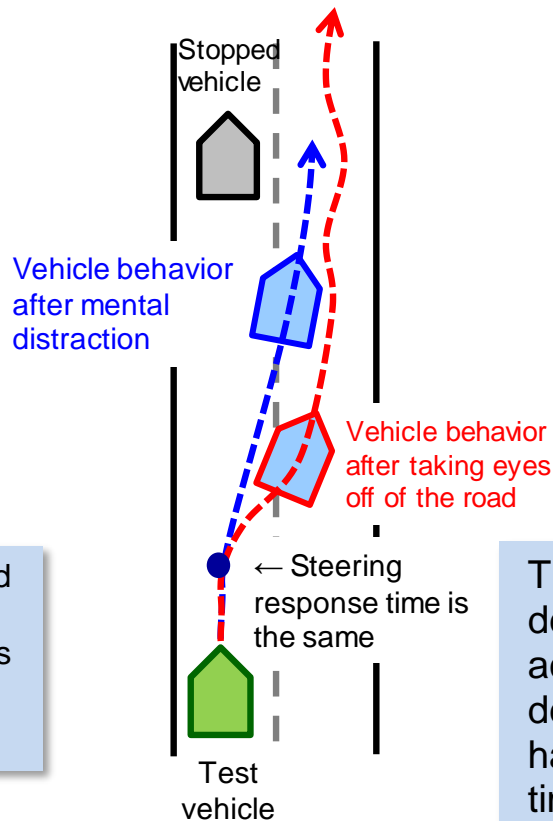 Stopped
vehicle
Vehicle behavior
after mental
distraction
Vehicle behavior
after taking eyes
off of the road
← Steering
response time is
the same
Test
vehicle